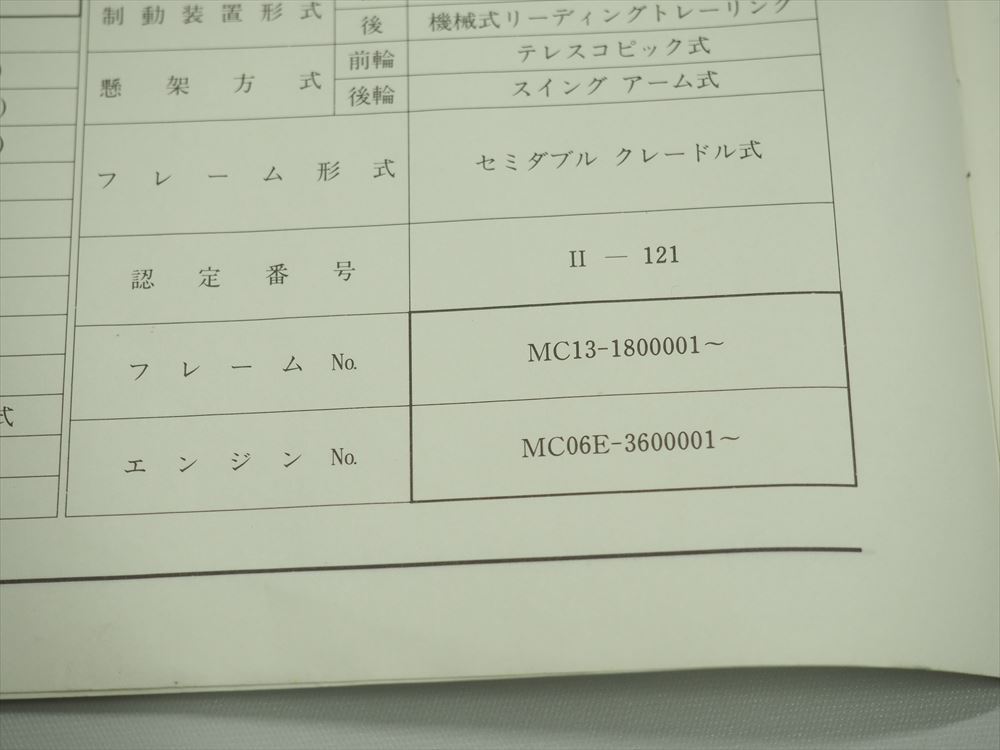 制動装置形式
後 機械式リーディングトレーリング
懸架方式 前輪 テレスコピック式
後輪 スイング アーム式
フレーム形式 セミダブル クレードル式
認定番号 II — 121
フレーム No. MC13-1800001~
式
エンジン No. MC06E-3600001~